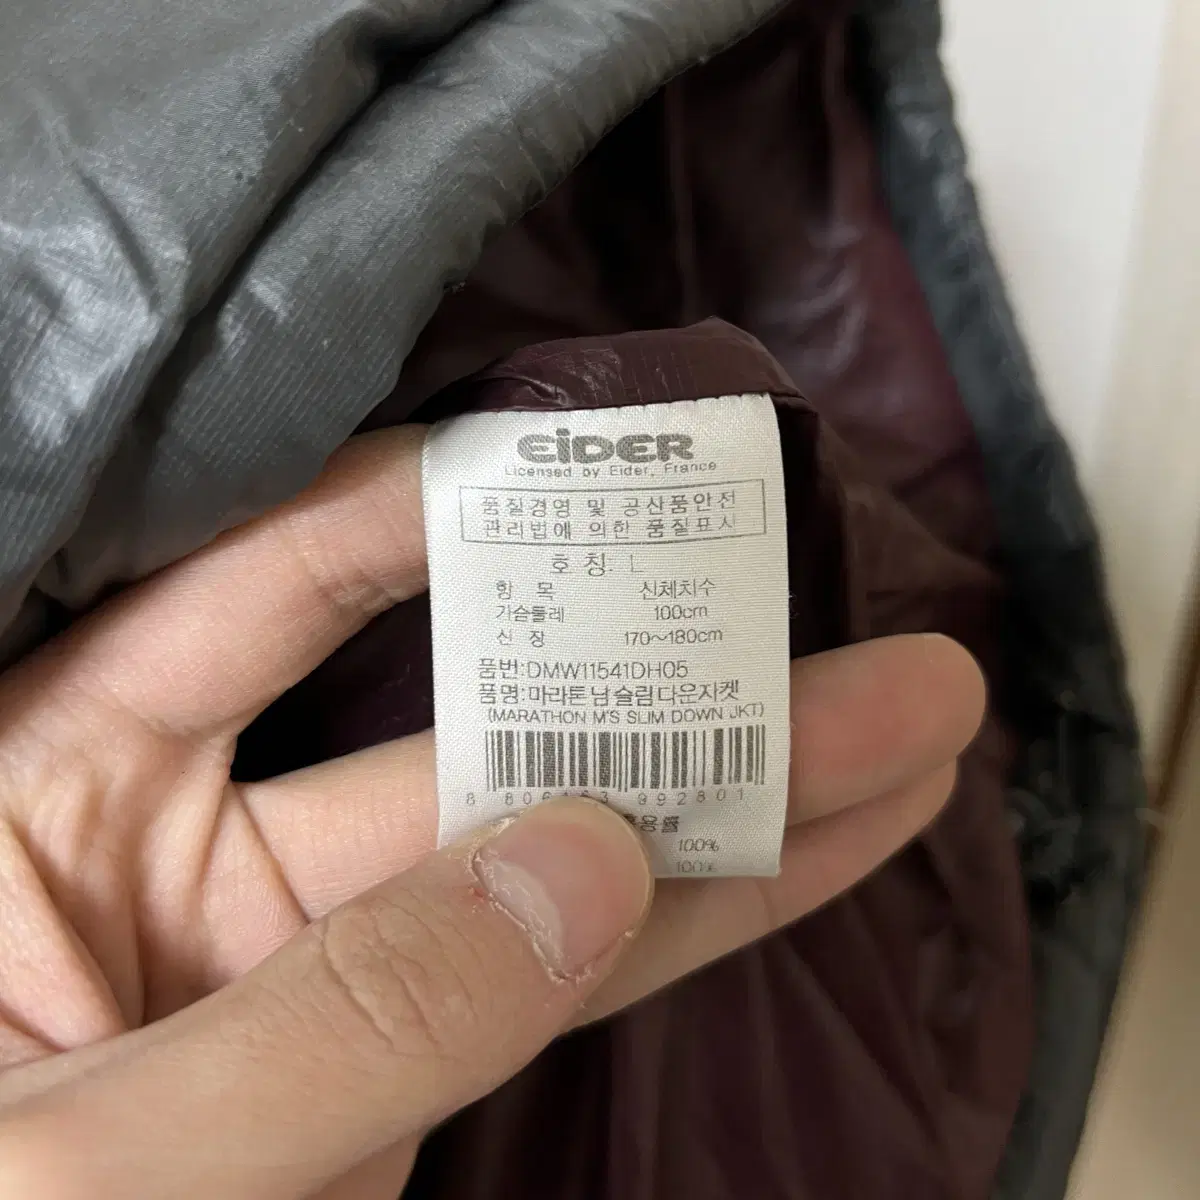 EiDER
Licensed by Eider, France
품질경영 및 공산품안전
관리법에 의한 품질표시
호 칭. L
항 목 신체치수
가슴둘레 100cm
신 장 170~180cm
품번:DMW11541DH05
품명:마라톤 남 슬림다운자켓
(MARATHON M'S SLIM DOWN JKT)
992801
100%
100%